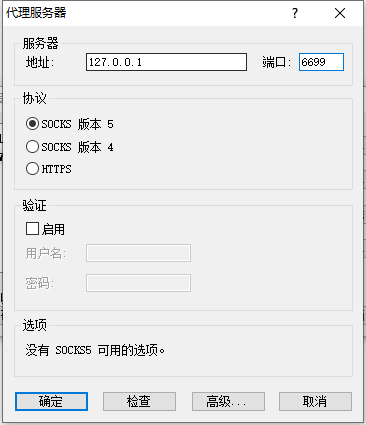 代理服务器
服务器
地址: 127.0.0.1 端口: 6699
协议
SOCKS 版本 5
SOCKS 版本 4
HTTPS
验证
启用
用户名:
密码:
选项
没有 SOCKS5 可用的选项。
确定 检查 高级... 取消